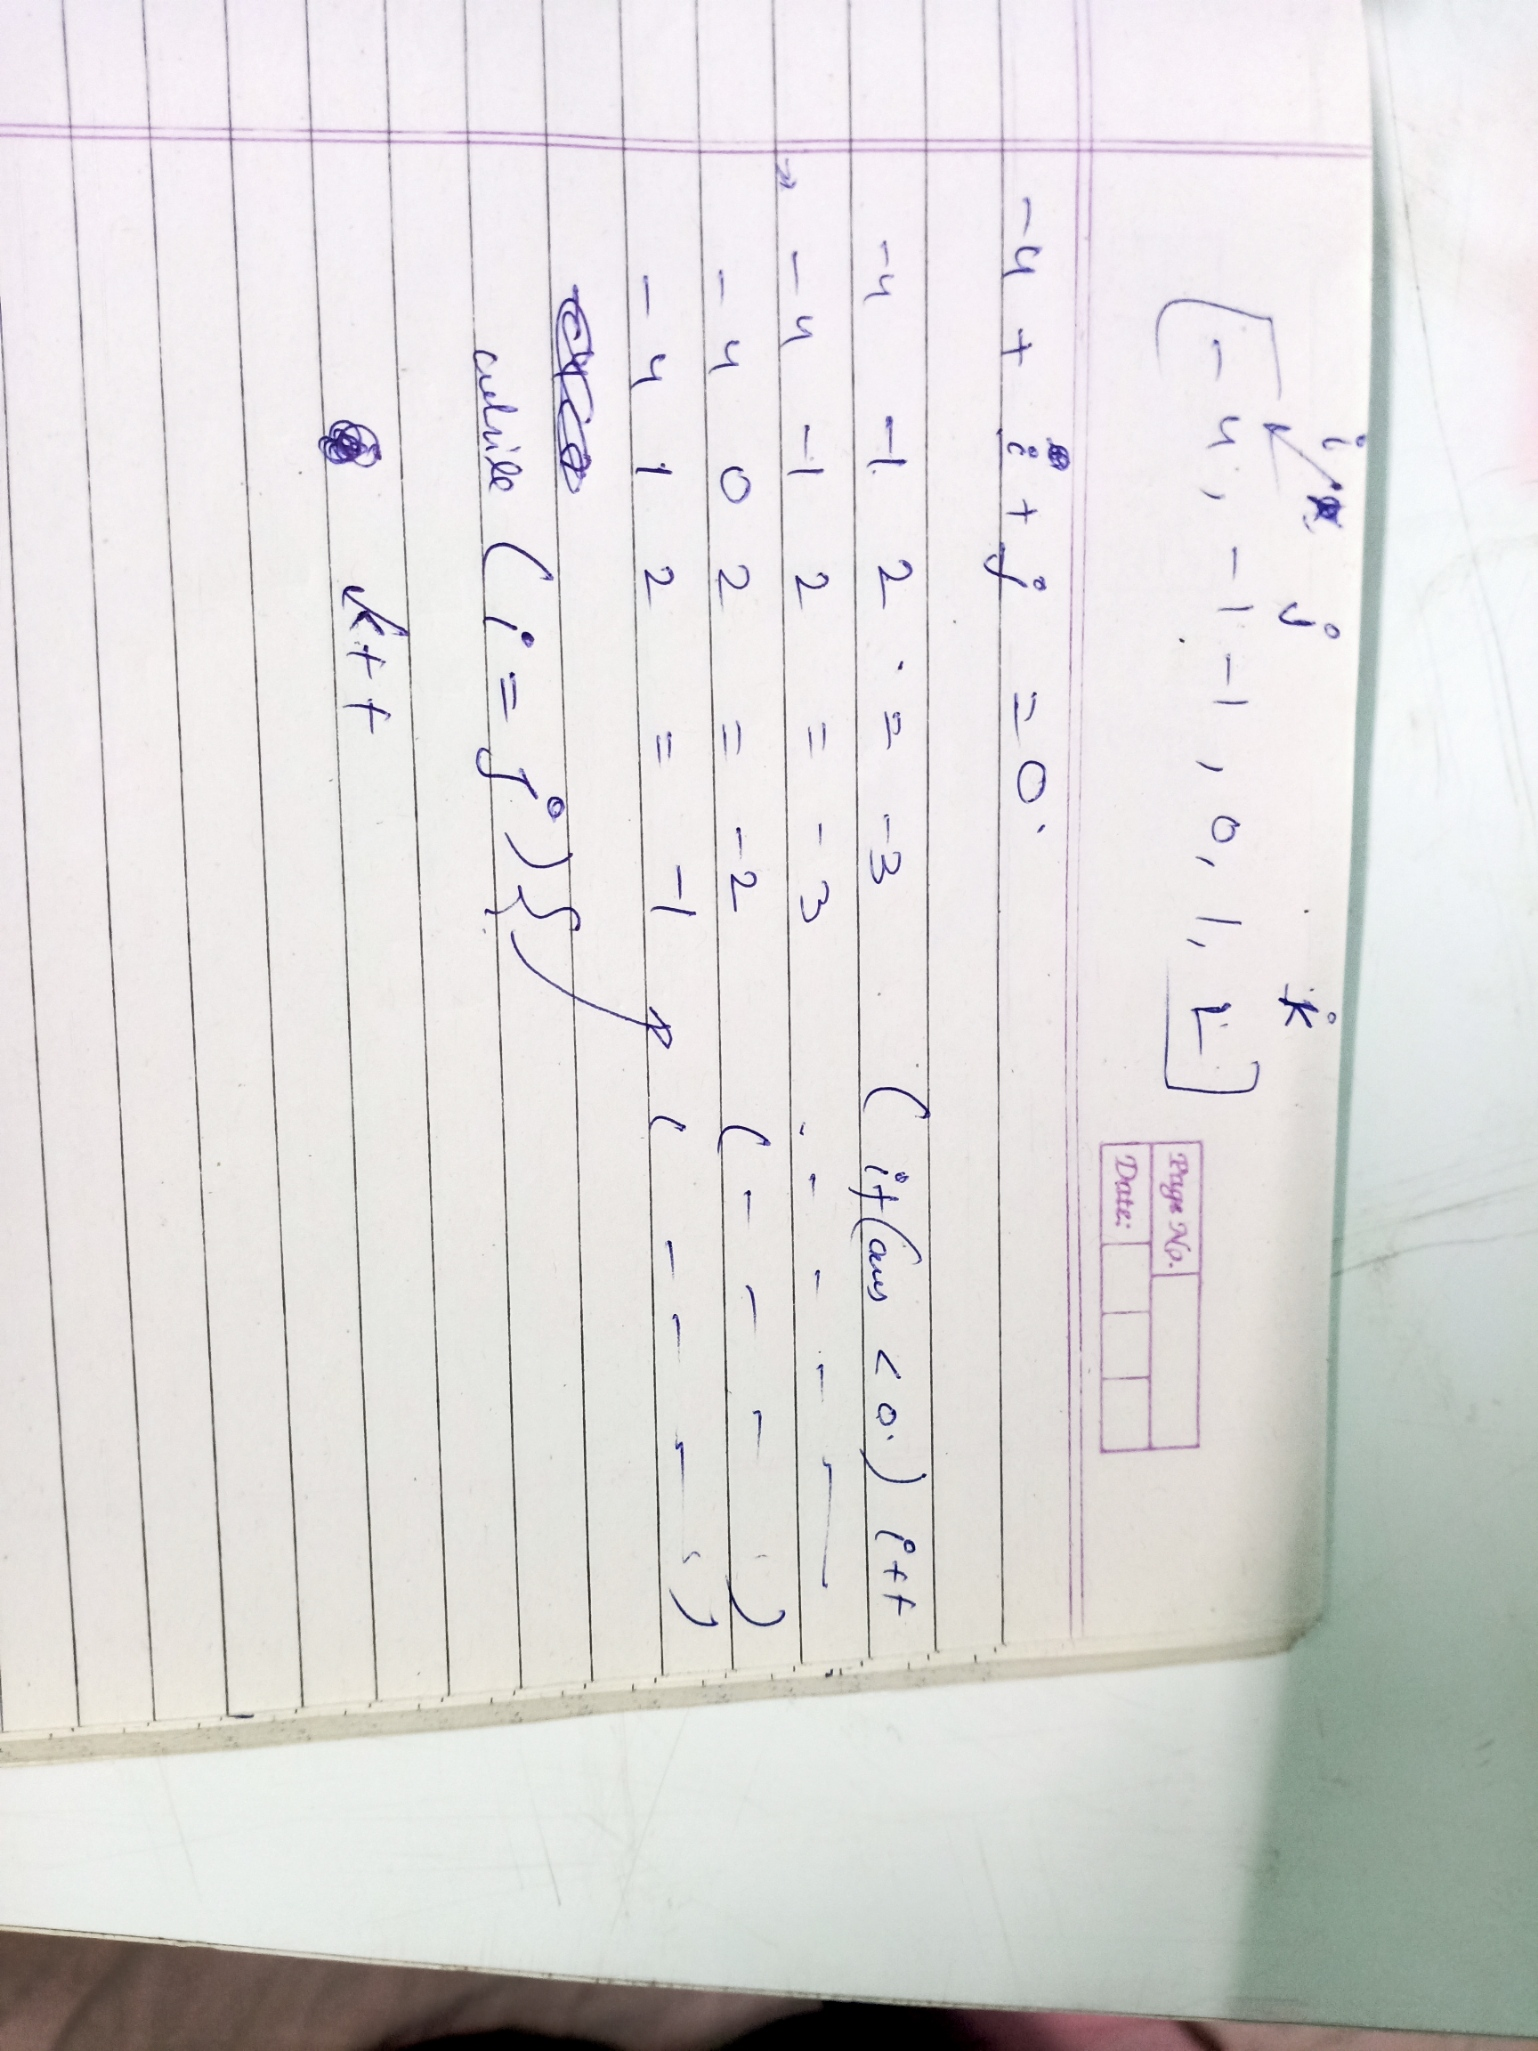 i j k
Page No.
Date:
[-4, -1 -1, 0, 1, 2]
-4 + i + j = 0.
-4 -1 2 = -3 (if(ans < 0.) i++
-4 -1 2 = -3 - - - -
-4 0 2 = -2 ( - - - )
-4 1 2 = -1 ( - - - )
while (i = j) {
k++